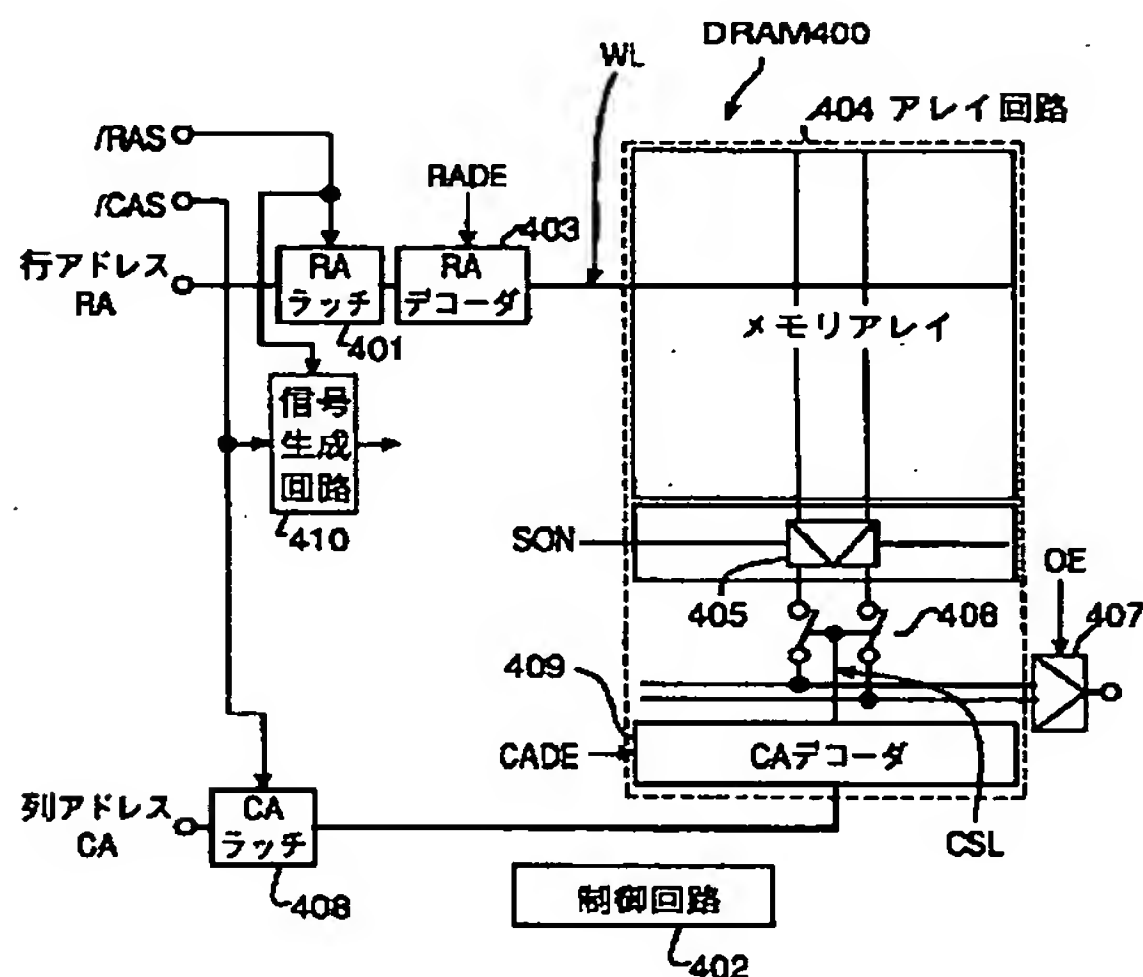 DRAM400
WL
404 アレイ回路
/RAS
/CAS
RADE
403
行アドレス
RA
RA
ラッチ
401
RA
デコーダ
メモリアレイ
信号
生成
回路
410
SON
405
406
OE
407
409
CADE
CAデコーダ
列アドレス
CA
CA
ラッチ
408
CSL
制御回路
402